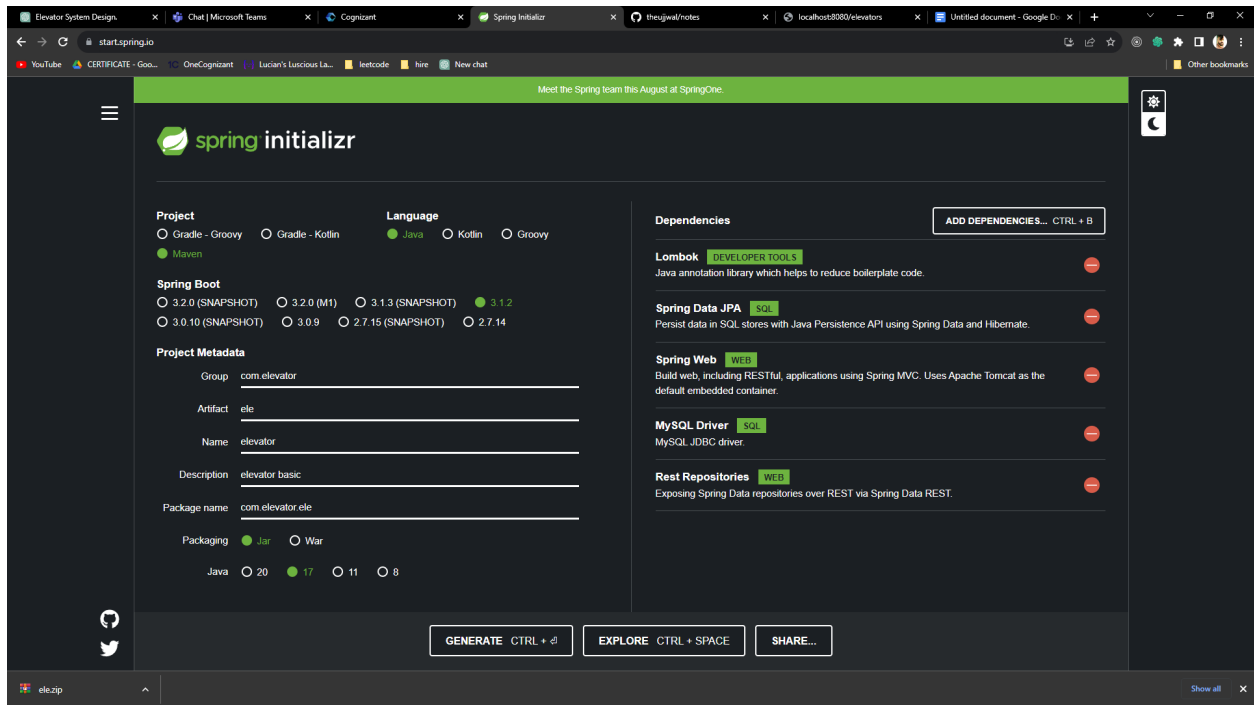 Elevator System Design. Chat | Microsoft Teams Cognizant Spring Initializr theujjwal/notes localhost:8080/elevators Untitled document - Google Do
start.spring.io
YouTube CERTIFICATE - Goo... OneCognizant Lucian's Luscious La... leetcode hire New chat Other bookmarks
Meet the Spring team this August at SpringOne.
spring initializr
Project
Gradle - Groovy Gradle - Kotlin
Maven
Language
Java Kotlin Groovy
Spring Boot
3.2.0 (SNAPSHOT) 3.2.0 (M1) 3.1.3 (SNAPSHOT) 3.1.2
3.0.10 (SNAPSHOT) 3.0.9 2.7.15 (SNAPSHOT) 2.7.14
Project Metadata
Group com.elevator
Artifact ele
Name elevator
Description elevator basic
Package name com.elevator.ele
Packaging Jar War
Java 20 17 11 8
Dependencies
ADD DEPENDENCIES... CTRL + B
Lombok DEVELOPER TOOLS
Java annotation library which helps to reduce boilerplate code.
Spring Data JPA SQL
Persist data in SQL stores with Java Persistence API using Spring Data and Hibernate.
Spring Web WEB
Build web, including RESTful, applications using Spring MVC. Uses Apache Tomcat as the
default embedded container.
MySQL Driver SQL
MySQL JDBC driver.
Rest Repositories WEB
Exposing Spring Data repositories over REST via Spring Data REST.
GENERATE CTRL + ⏎ EXPLORE CTRL + SPACE SHARE...
ele.zip Show all